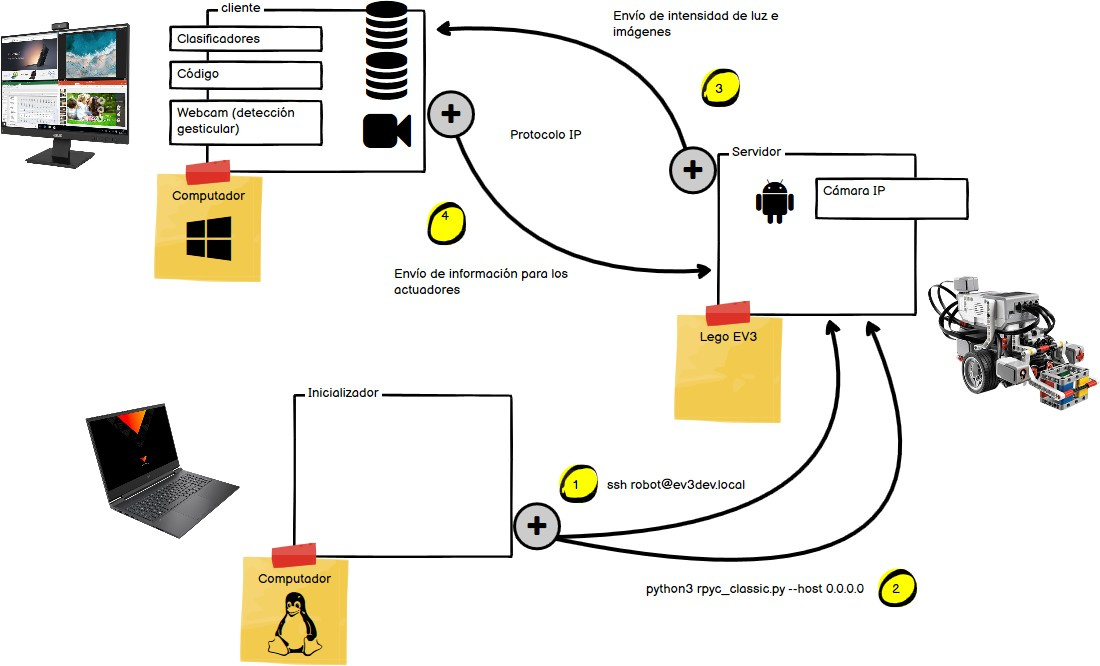 cliente
Clasificadores
Código
Webcam (detección
gesticular)
Computador
Envío de intensidad de luz e
imágenes
3
Protocolo IP
4
Envío de información para los
actuadores
Servidor
Cámara IP
Lego EV3
Inicializador
Computador
1
ssh robot@ev3dev.local
python3 rpyc_classic.py --host 0.0.0.0
2